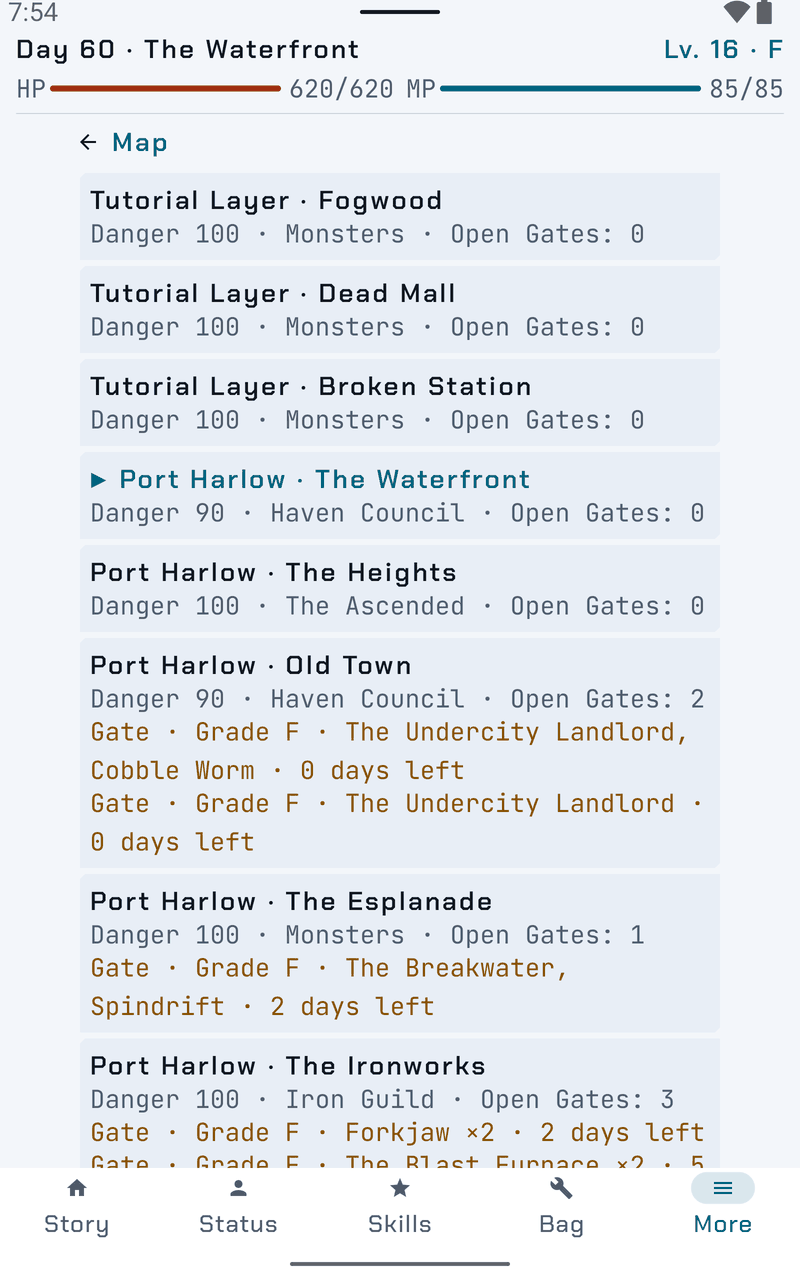 7:54
Day 60 · The Waterfront
Lv. 16 · F
HP 620/620 MP 85/85
← Map
Tutorial Layer · Fogwood
Danger 100 · Monsters · Open Gates: 0
Tutorial Layer · Dead Mall
Danger 100 · Monsters · Open Gates: 0
Tutorial Layer · Broken Station
Danger 100 · Monsters · Open Gates: 0
▶ Port Harlow · The Waterfront
Danger 90 · Haven Council · Open Gates: 0
Port Harlow · The Heights
Danger 100 · The Ascended · Open Gates: 0
Port Harlow · Old Town
Danger 90 · Haven Council · Open Gates: 2
Gate · Grade F · The Undercity Landlord,
Cobble Worm · 0 days left
Gate · Grade F · The Undercity Landlord ·
0 days left
Port Harlow · The Esplanade
Danger 100 · Monsters · Open Gates: 1
Gate · Grade F · The Breakwater,
Spindrift · 2 days left
Port Harlow · The Ironworks
Danger 100 · Iron Guild · Open Gates: 3
Gate · Grade F · Forkjaw ×2 · 2 days left
Gate · Grade F · The Blast Furnace ×2 · 5
Story
Status
Skills
Bag
More